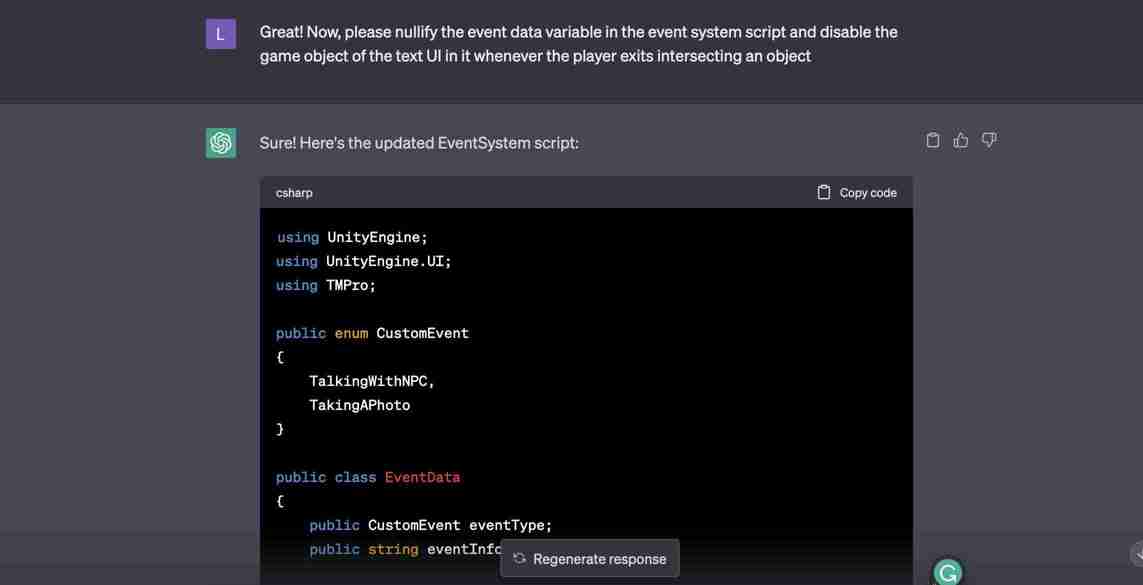 L
Great! Now, please nullify the event data variable in the event system script and disable the
game object of the text UI in it whenever the player exits intersecting an object
Sure! Here's the updated EventSystem script:
csharp
Copy code
using UnityEngine;
using UnityEngine.UI;
using TMPro;
public enum CustomEvent
{
TalkingWithNPC,
TakingAPhoto
}
public class EventData
{
public CustomEvent eventType;
public string eventInfo
Regenerate response
G